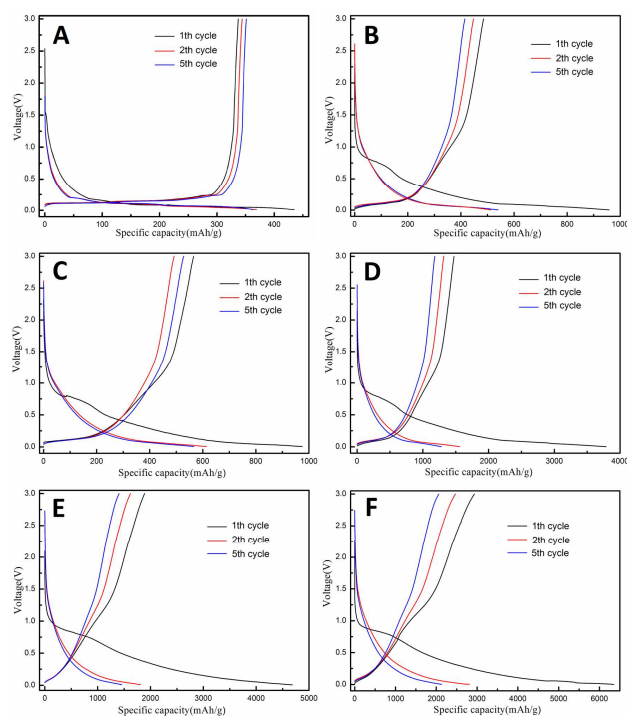 A
1th cycle
2th cycle
5th cycle
Voltage(V)
3.0
2.5
2.0
1.5
1.0
0.5
0.0
0 100 200 300 400
Specific capacity(mAh/g)
B
1th cycle
2th cycle
5th cycle
Voltage(V)
3.0
2.5
2.0
1.5
1.0
0.5
0.0
0 200 400 600 800 1000
Specific capacity(mAh/g)
C
1th cycle
2th cycle
5th cycle
Voltage(V)
3.0
2.5
2.0
1.5
1.0
0.5
0.0
0 200 400 600 800 1000
Specific capacity(mAh/g)
D
1th cycle
2th cycle
5th cycle
Voltage(V)
3.0
2.5
2.0
1.5
1.0
0.5
0.0
0 1000 2000 3000 4000
Specific capacity(mAh/g)
E
1th cycle
2th cycle
5th cycle
Voltage(V)
3.0
2.5
2.0
1.5
1.0
0.5
0.0
0 1000 2000 3000 4000 5000
Specific capacity(mAh/g)
F
1th cycle
2th cycle
5th cycle
Voltage(V)
3.0
2.5
2.0
1.5
1.0
0.5
0.0
0 1000 2000 3000 4000 5000 6000
Specific capacity(mAh/g)